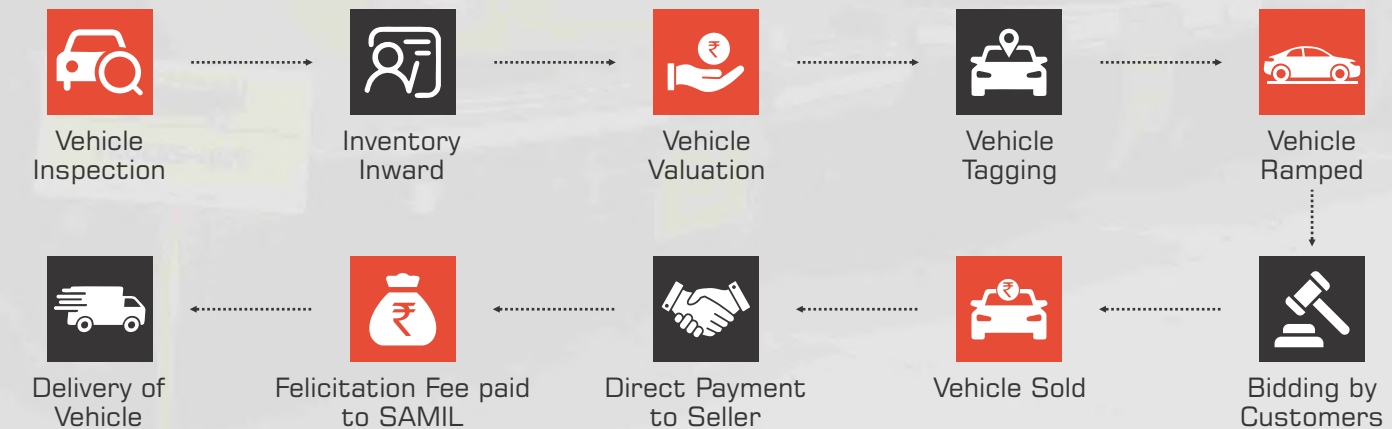 Vehicle
Inspection
Inventory
Inward
₹
Vehicle
Valuation
Vehicle
Tagging
Vehicle
Ramped
Bidding by
Customers
₹
Vehicle Sold
Direct Payment
to Seller
₹
Felicitation Fee paid
to SAMIL
Delivery of
Vehicle